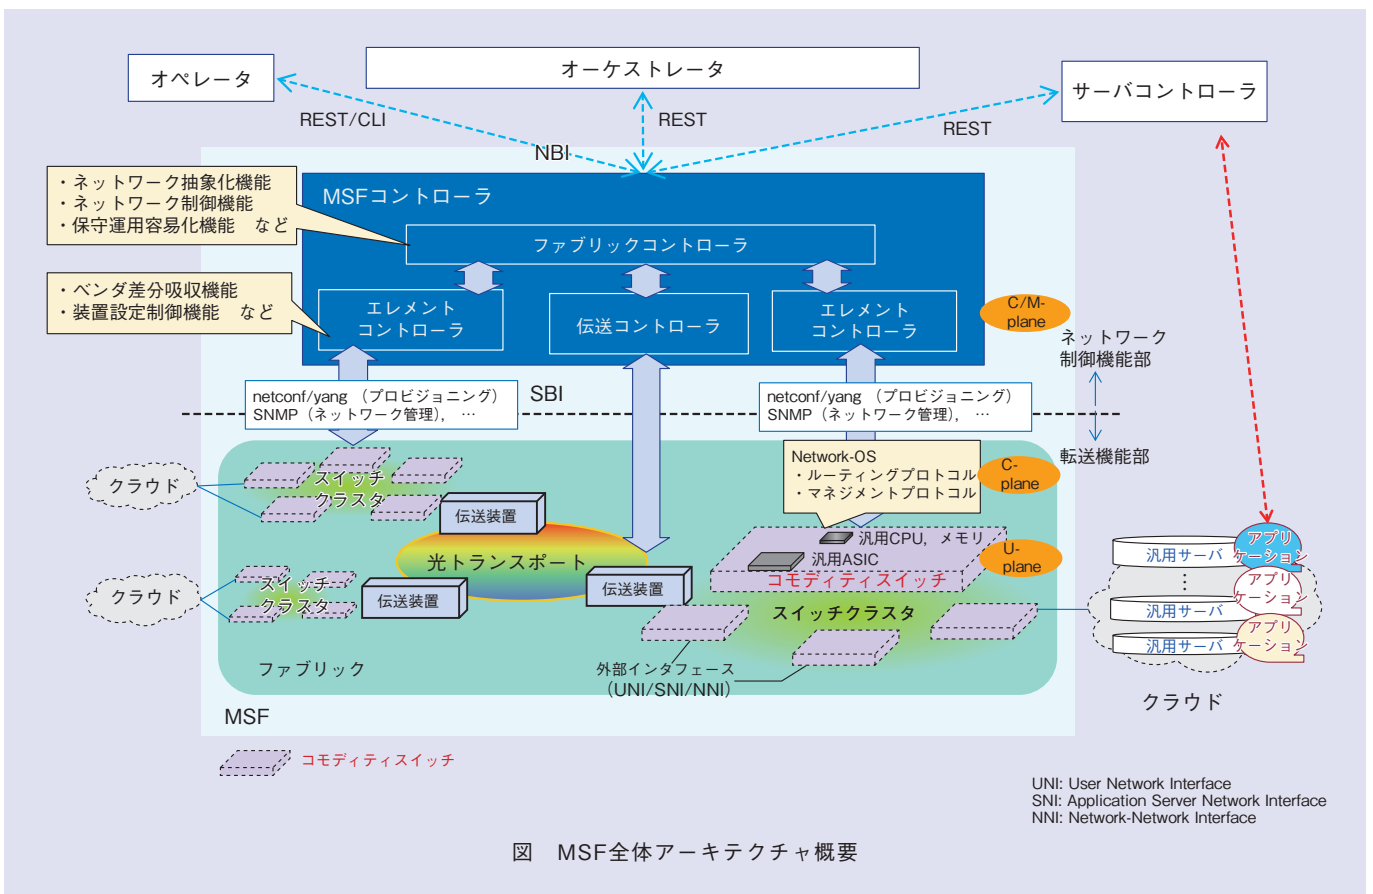 オペレータ
オーケストレータ
サーバコントローラ
REST/CLI
REST
REST
NBI
・ネットワーク抽象化機能
・ネットワーク制御機能
・保守運用容易化機能　など
MSFコントローラ
ファブリックコントローラ
・ベンダ差分吸収機能
・装置設定制御機能　など
エレメント
コントローラ
伝送コントローラ
エレメント
コントローラ
C/M-
plane
ネットワーク
制御機能部
netconf/yang （プロビジョニング）
SNMP（ネットワーク管理），…
SBI
netconf/yang （プロビジョニング）
SNMP（ネットワーク管理），…
転送機能部
Network-OS
・ルーティングプロトコル
・マネジメントプロトコル
C-
plane
クラウド
スイッチ
クラスタ
伝送装置
光トランスポート
汎用CPU，メモリ
汎用ASIC
コモディティスイッチ
U-
plane
アプリ
ケーション
汎用サーバ
⋮
クラウド
スイッチ
クラスタ
伝送装置
伝送装置
スイッチクラスタ
アプリ
ケーション
汎用サーバ
アプリ
ケーション
汎用サーバ
ファブリック
外部インタフェース
（UNI/SNI/NNI）
クラウド
MSF
コモディティスイッチ
UNI: User Network Interface
SNI: Application Server Network Interface
NNI: Network-Network Interface
図　MSF全体アーキテクチャ概要